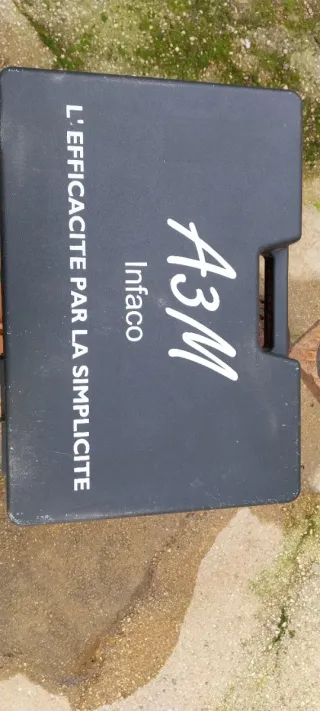 A3M
Infaco
L'EFFICACITE PAR LA SIMPLICITE